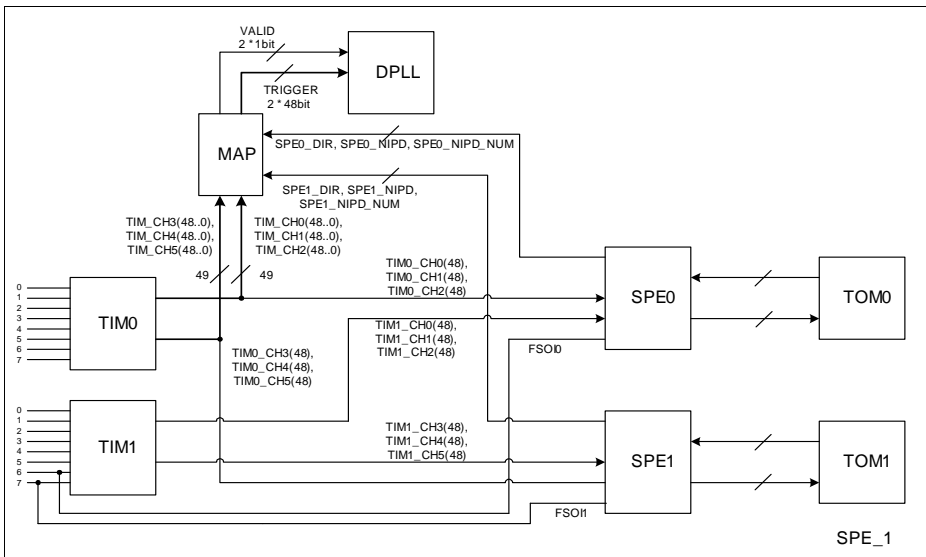 VALID
2 *1bit
DPLL
TRIGGER
2 * 48bit
MAP
SPE0_DIR, SPE0_NIPD, SPE0_NIPD_NUM
SPE1_DIR, SPE1_NIPD,
SPE1_NIPD_NUM
TIM_CH3(48..0),
TIM_CH4(48..0),
TIM_CH5(48..0)
TIM_CH0(48..0),
TIM_CH1(48..0),
TIM_CH2(48..0)
49
49
TIM0_CH0(48),
TIM0_CH1(48),
TIM0_CH2(48)
0
1
2
3
4
5
6
7
TIM0
SPE0
TOM0
TIM1_CH0(48),
TIM1_CH1(48),
TIM1_CH2(48)
FSOI0
TIM0_CH3(48),
TIM0_CH4(48),
TIM0_CH5(48)
0
1
2
3
4
5
6
7
TIM1
TIM1_CH3(48),
TIM1_CH4(48),
TIM1_CH5(48)
SPE1
TOM1
FSOI1
SPE_1